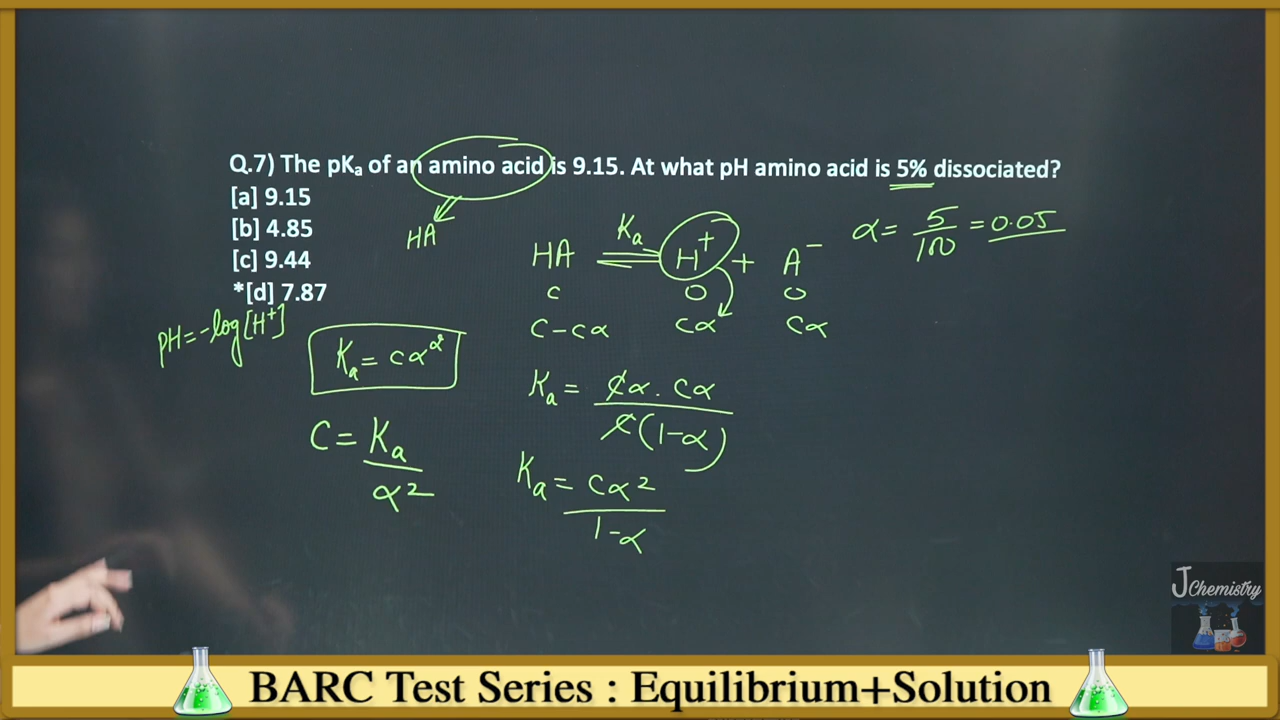 Q.7) The pKₐ of an amino acid is 9.15. At what pH amino acid is 5% dissociated?
[a] 9.15
[b] 4.85
[c] 9.44
*[d] 7.87
HA
HA ⇌ H⁺ + A⁻
Kₐ
α = 5/100 = 0.05
c 0 0
C-cα cα cα
pH = -log[H⁺]
Kₐ = cα²
Kₐ = cα . cα / c(1-α)
C = Kₐ/α²
Kₐ = cα²/1-α
J Chemistry
BARC Test Series : Equilibrium+Solution